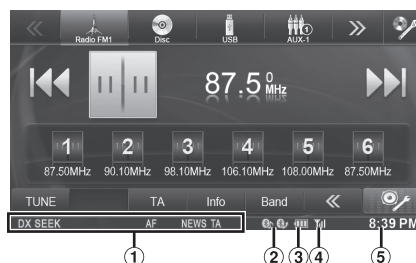 Radio FM1 Disc USB AUX-1 1
87.5 0 MHz
1 2 3 4 5 6
87.50MHz 90.10MHz 98.10MHz 106.10MHz 108.00MHz 87.50MHz
TUNE TA Info Band
DX SEEK AF NEWS TA 8:39 PM
1 2 3 4 5